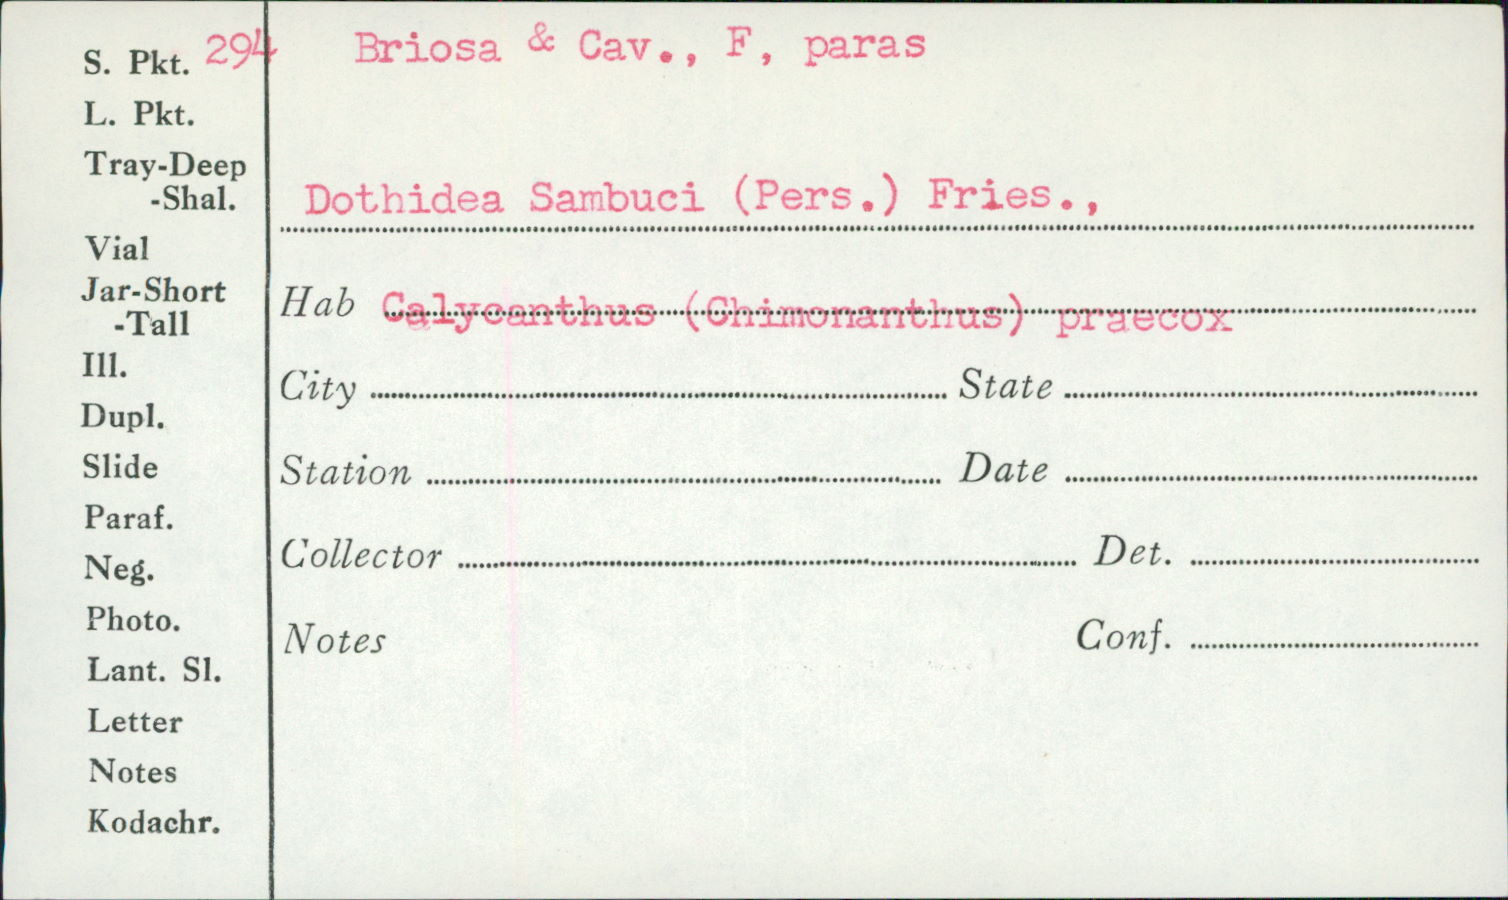 S. Pkt. 294
L. Pkt.
Tray-Deep
-Shal.
Vial
Jar-Short
-Tall
Ill.
Dupl.
Slide
Paraf.
Neg.
Photo.
Lant. Sl.
Letter
Notes
Kodachr.
Briosa & Cav., F, paras
Dothidea Sambuci (Pers.) Fries.,
Hab Calycanthus (Chimonanthus) praecox
City State
Station Date
Collector Det.
Notes Conf.